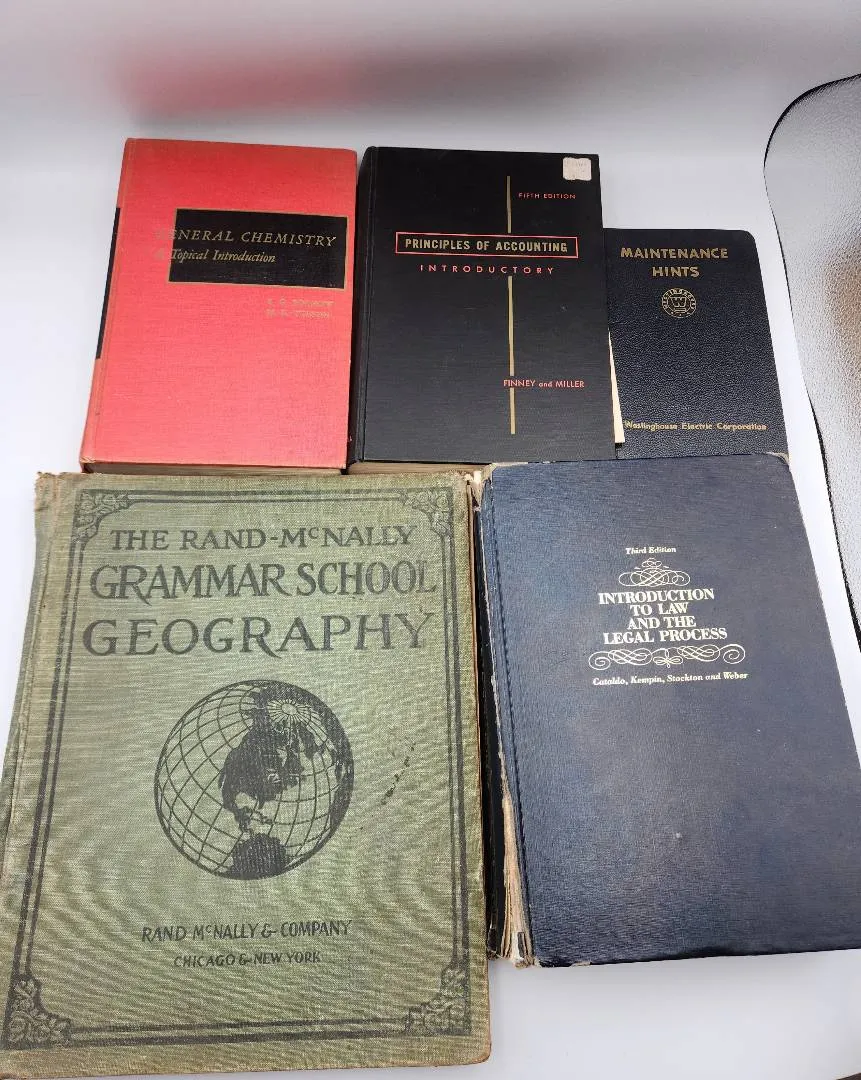 GENERAL CHEMISTRY
A Topical Introduction
FIFTH EDITION
PRINCIPLES OF ACCOUNTING
INTRODUCTORY
FINNEY and MILLER
MAINTENANCE
HINTS
Westinghouse Electric Corporation
THE RAND-McNALLY
GRAMMAR SCHOOL
GEOGRAPHY
RAND McNALLY & COMPANY
CHICAGO & NEW YORK
Third Edition
INTRODUCTION
TO LAW
AND THE
LEGAL PROCESS
Cataldo, Kempin, Stockton and Weber